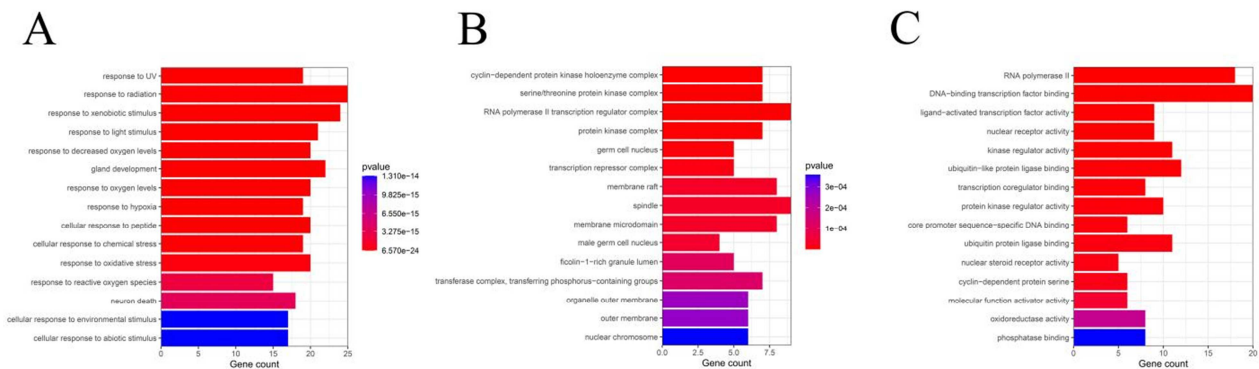 A
response to UV
response to radiation
response to xenobiotic stimulus
response to light stimulus
response to decreased oxygen levels
gland development
response to oxygen levels
response to hypoxia
cellular response to peptide
cellular response to chemical stress
response to oxidative stress
response to reactive oxygen species
neuron death
cellular response to environmental stimulus
cellular response to abiotic stimulus
0 5 10 15 20 25
Gene count
pvalue
1.310e-14
9.825e-15
6.550e-15
3.275e-15
6.570e-24
B
cyclin-dependent protein kinase holoenzyme complex
serine/threonine protein kinase complex
RNA polymerase II transcription regulator complex
protein kinase complex
germ cell nucleus
transcription repressor complex
membrane raft
spindle
membrane microdomain
male germ cell nucleus
ficolin-1-rich granule lumen
transferase complex, transferring phosphorus-containing groups
organelle outer membrane
outer membrane
nuclear chromosome
0.0 2.5 5.0 7.5
Gene count
pvalue
3e-04
2e-04
1e-04
C
RNA polymerase II
DNA-binding transcription factor binding
ligand-activated transcription factor activity
nuclear receptor activity
kinase regulator activity
ubiquitin-like protein ligase binding
transcription coregulator binding
protein kinase regulator activity
core promoter sequence-specific DNA binding
ubiquitin protein ligase binding
nuclear steroid receptor activity
cyclin-dependent protein serine
molecular function activator activity
oxidoreductase activity
phosphatase binding
0 5 10 15 20
Gene count